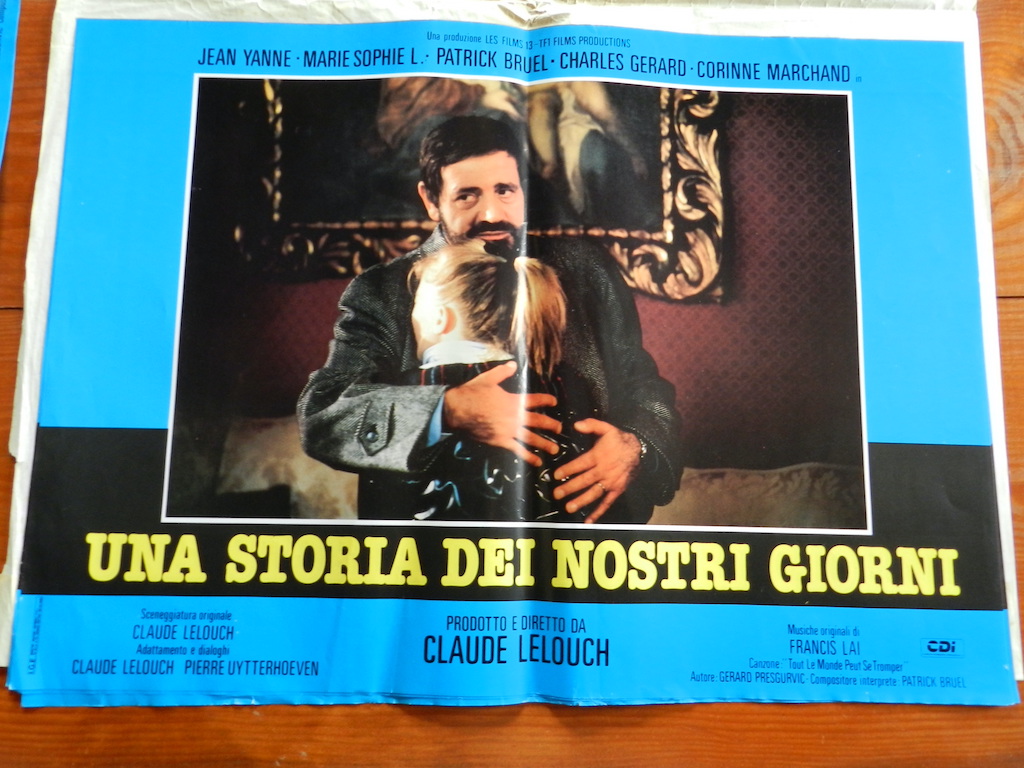 Una produzione LES FILMS 13 - TF1 FILMS PRODUCTIONS
JEAN YANNE · MARIE SOPHIE L. · PATRICK BRUEL · CHARLES GERARD · CORINNE MARCHAND in
UNA STORIA DEI NOSTRI GIORNI
Sceneggiatura originale
CLAUDE LELOUCH
Adattamento e dialoghi
CLAUDE LELOUCH PIERRE UYTTERHOEVEN
PRODOTTO E DIRETTO DA
CLAUDE LELOUCH
Musiche originali di
FRANCIS LAI
Canzone: "Tout Le Monde Peut Se Tromper"
Autore: GERARD PRESGURVIC - Compositore interprete: PATRICK BRUEL
CDI